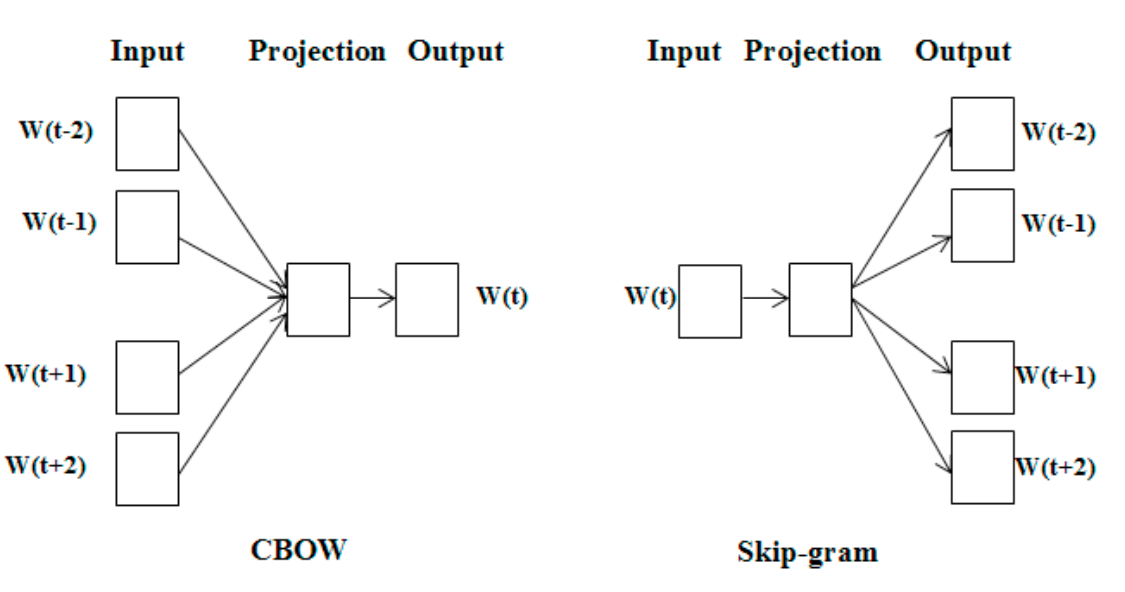 Input Projection Output
W(t-2)
W(t-1)
W(t)
W(t+1)
W(t+2)
CBOW
Input Projection Output
W(t-2)
W(t-1)
W(t)
W(t+1)
W(t+2)
Skip-gram